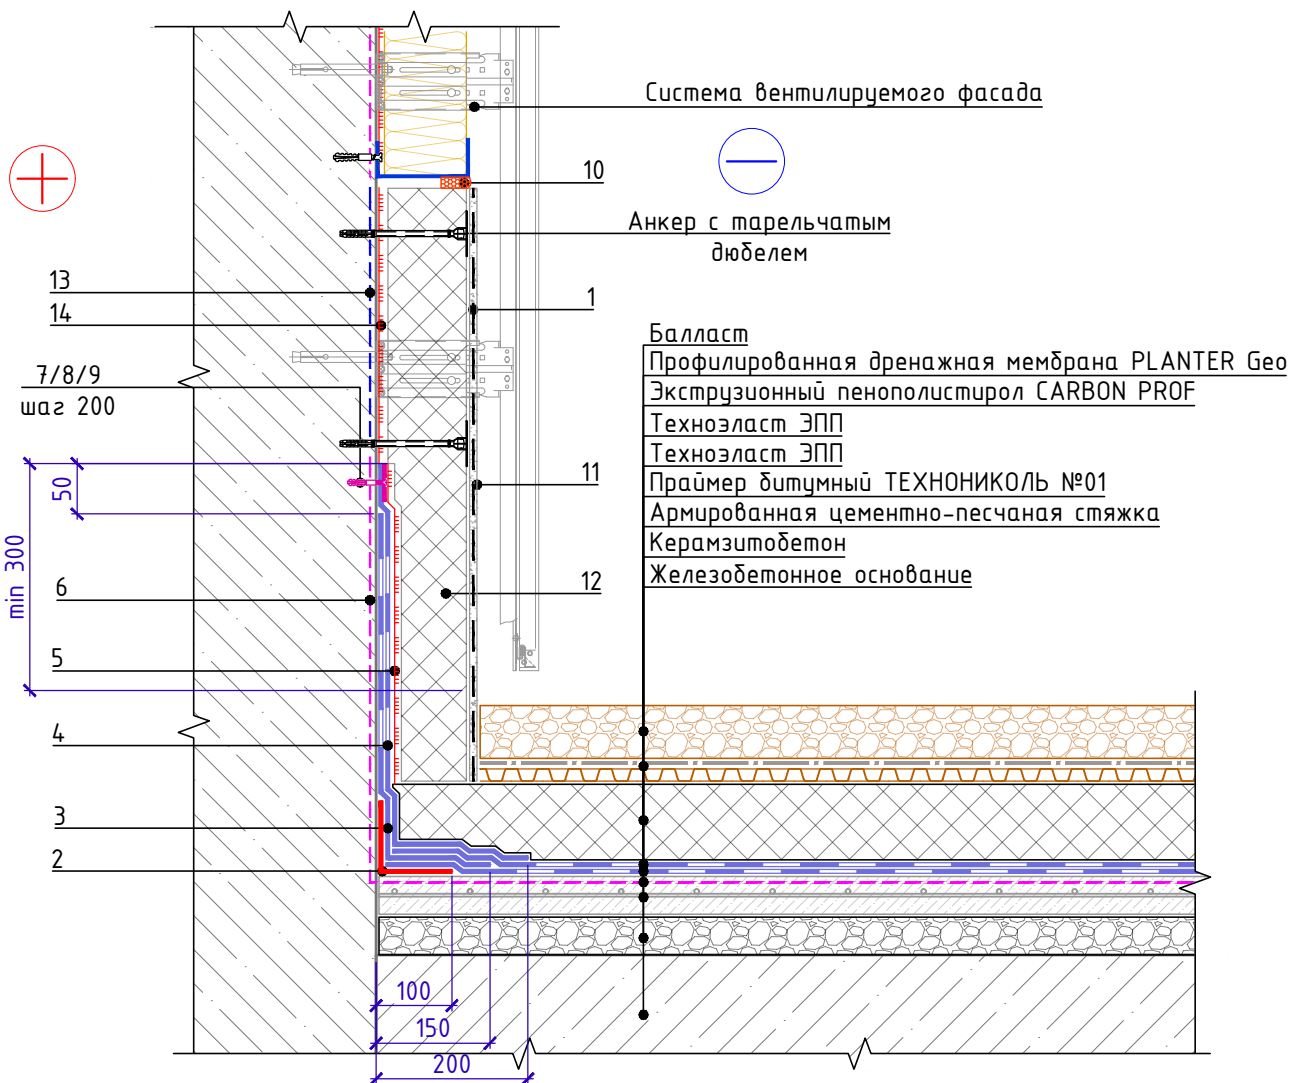 Система вентилируемого фасада
10
Анкер с тарельчатым
дюбелем
13
14
1
7/8/9
шаг 200
Балласт
Профилированная дренажная мембрана PLANTER Geo
Экструзионный пенополистирол CARBON PROF
Техноэласт ЭПП
Техноэласт ЭПП
Праймер битумный ТЕХНОНИКОЛЬ №01
Армированная цементно-песчаная стяжка
Керамзитобетон
Железобетонное основание
50
11
min 300
6
12
5
4
3
2
100
150
200